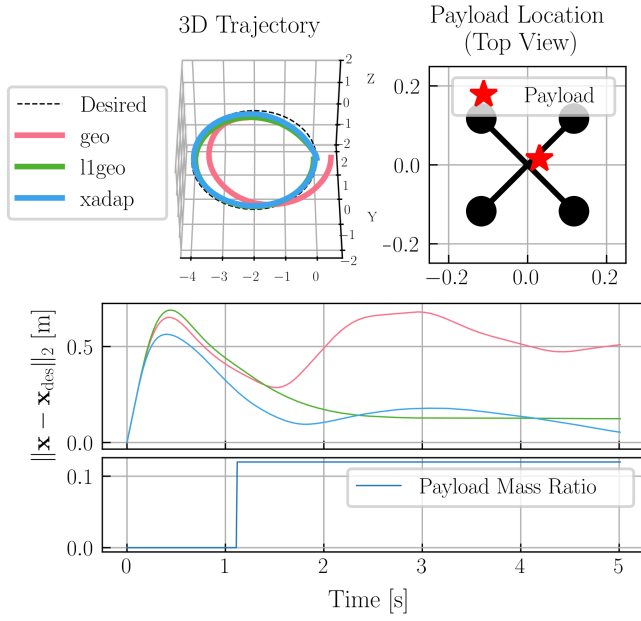 3D Trajectory
Payload Location
(Top View)
Desired
geo
l1geo
xadap
2
1
0
−1
−2
2
1
0
−1
−2
Z
Y
−4 −3 −2 −1 0
Payload
0.2
0.0
-0.2
−0.2 0.0 0.2
||x − x_des||₂ [m]
0.5
0.0
0.1
0.0
Payload Mass Ratio
0 1 2 3 4 5
Time [s]